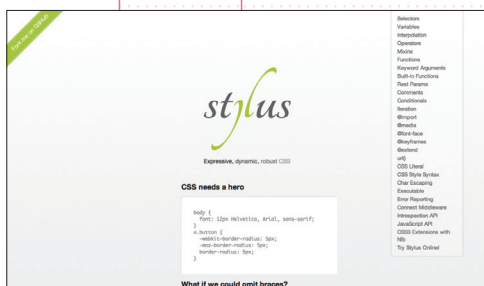 Fork me on GitHub
stylus
Expressive, dynamic, robust CSS
CSS needs a hero
body {
font: 12px Helvetica, Arial, sans-serif;
}
a.button {
-webkit-border-radius: 5px;
-moz-border-radius: 5px;
border-radius: 5px;
}
What if we could omit braces?
Selectors
Variables
Interpolation
Operators
Mixins
Functions
Keyword Arguments
Built-in Functions
Rest Params
Comments
Conditionals
Iteration
@import
@media
@font-face
@keyframes
@extend
url()
CSS Literal
CSS Style Syntax
Char Escaping
Executable
Error Reporting
Connect Middleware
Introspection API
JavaScript API
CSS3 Extensions with
Nib
Try Stylus Online!